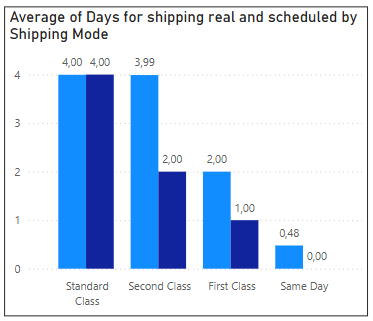 Average of Days for shipping real and scheduled by
Shipping Mode
4,00 4,00 3,99
4
3
2,00 2,00
2
1,00
1
0,48
0,00
0
Standard Class Second Class First Class Same Day